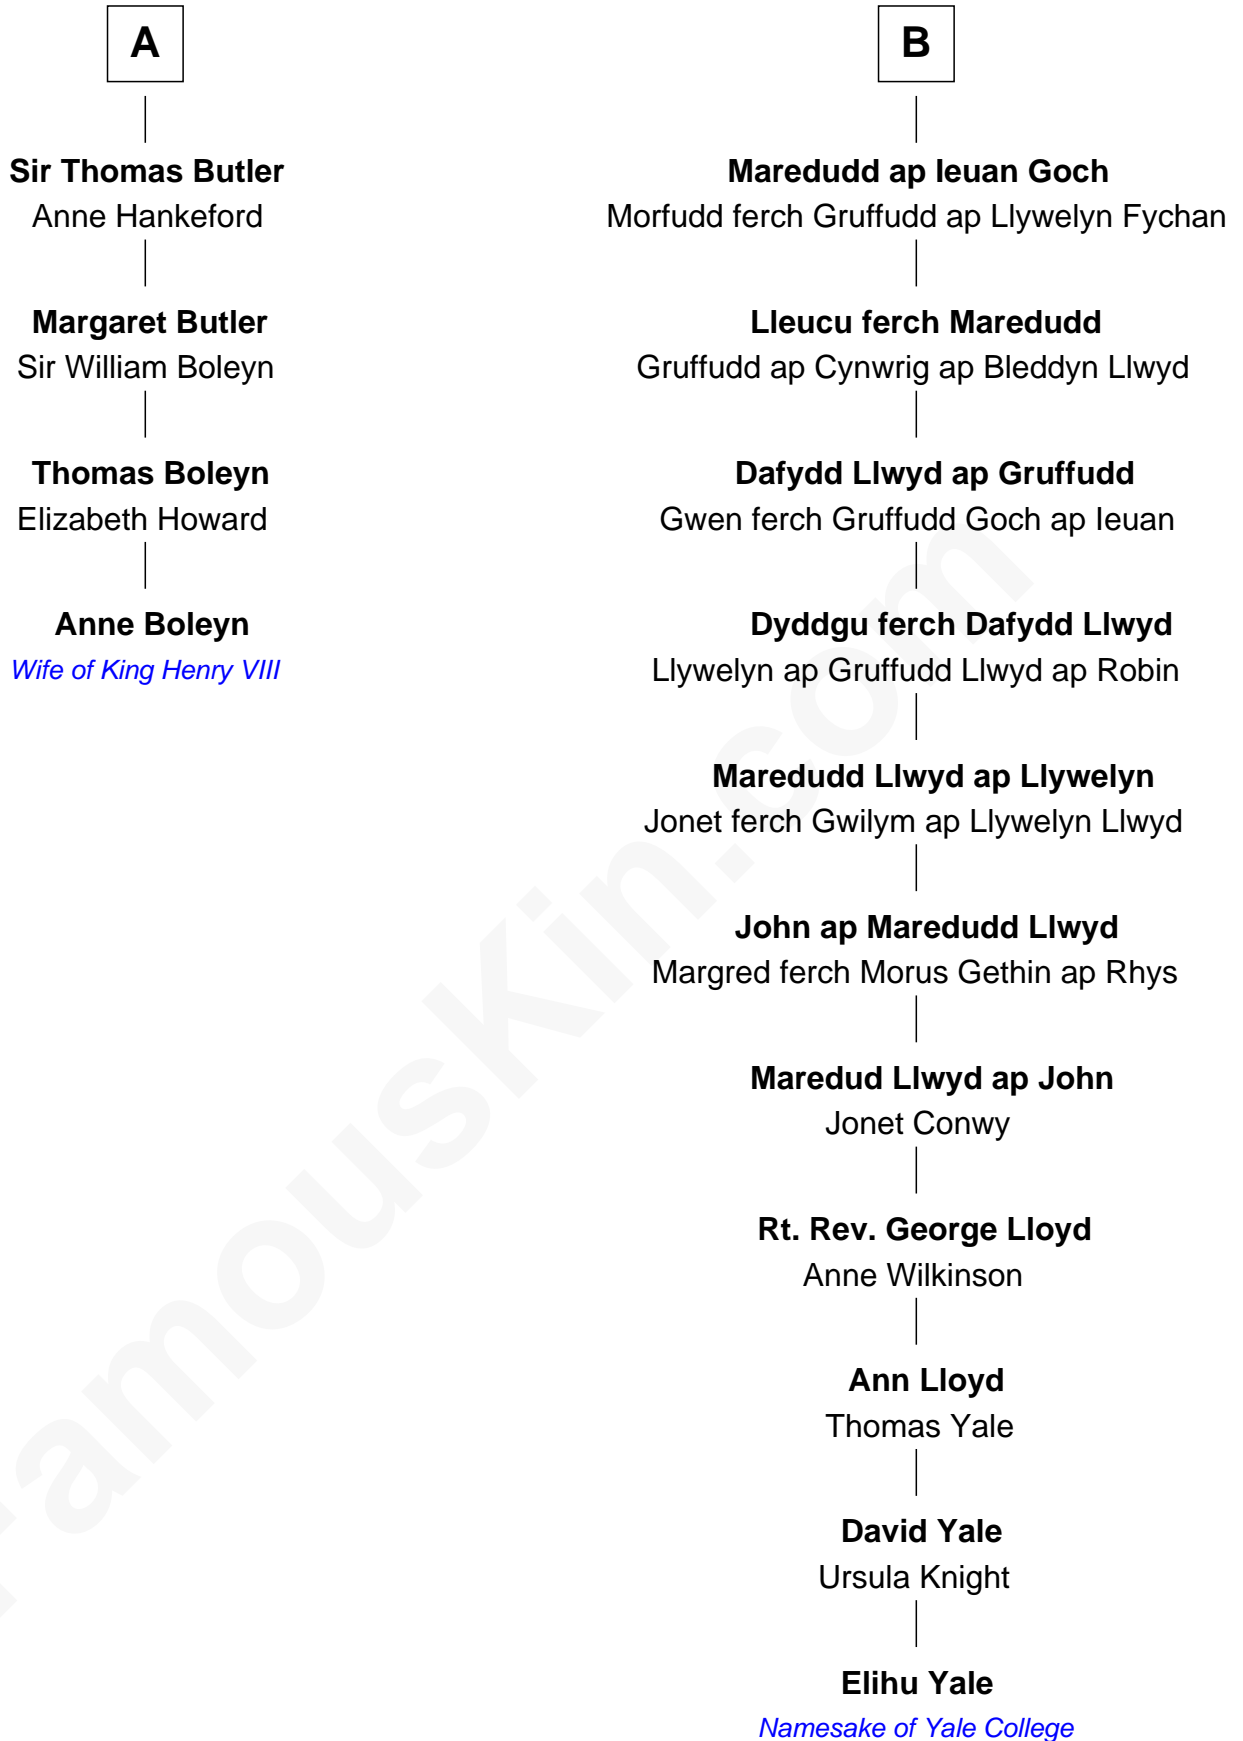 A
Sir Thomas Butler
Anne Hankeford
Margaret Butler
Sir William Boleyn
Thomas Boleyn
Elizabeth Howard
Anne Boleyn
Wife of King Henry VIII
B
Maredudd ap Ieuan Goch
Morfudd ferch Gruffudd ap Llywelyn Fychan
Lleucu ferch Maredudd
Gruffudd ap Cynwrig ap Bleddyn Llwyd
Dafydd Llwyd ap Gruffudd
Gwen ferch Gruffudd Goch ap Ieuan
Dyddgu ferch Dafydd Llwyd
Llywelyn ap Gruffudd Llwyd ap Robin
Maredudd Llwyd ap Llywelyn
Jonet ferch Gwilym ap Llywelyn Llwyd
John ap Maredudd Llwyd
Margred ferch Morus Gethin ap Rhys
Maredud Llwyd ap John
Jonet Conwy
Rt. Rev. George Lloyd
Anne Wilkinson
Ann Lloyd
Thomas Yale
David Yale
Ursula Knight
Elihu Yale
Namesake of Yale College
FamousKin.com